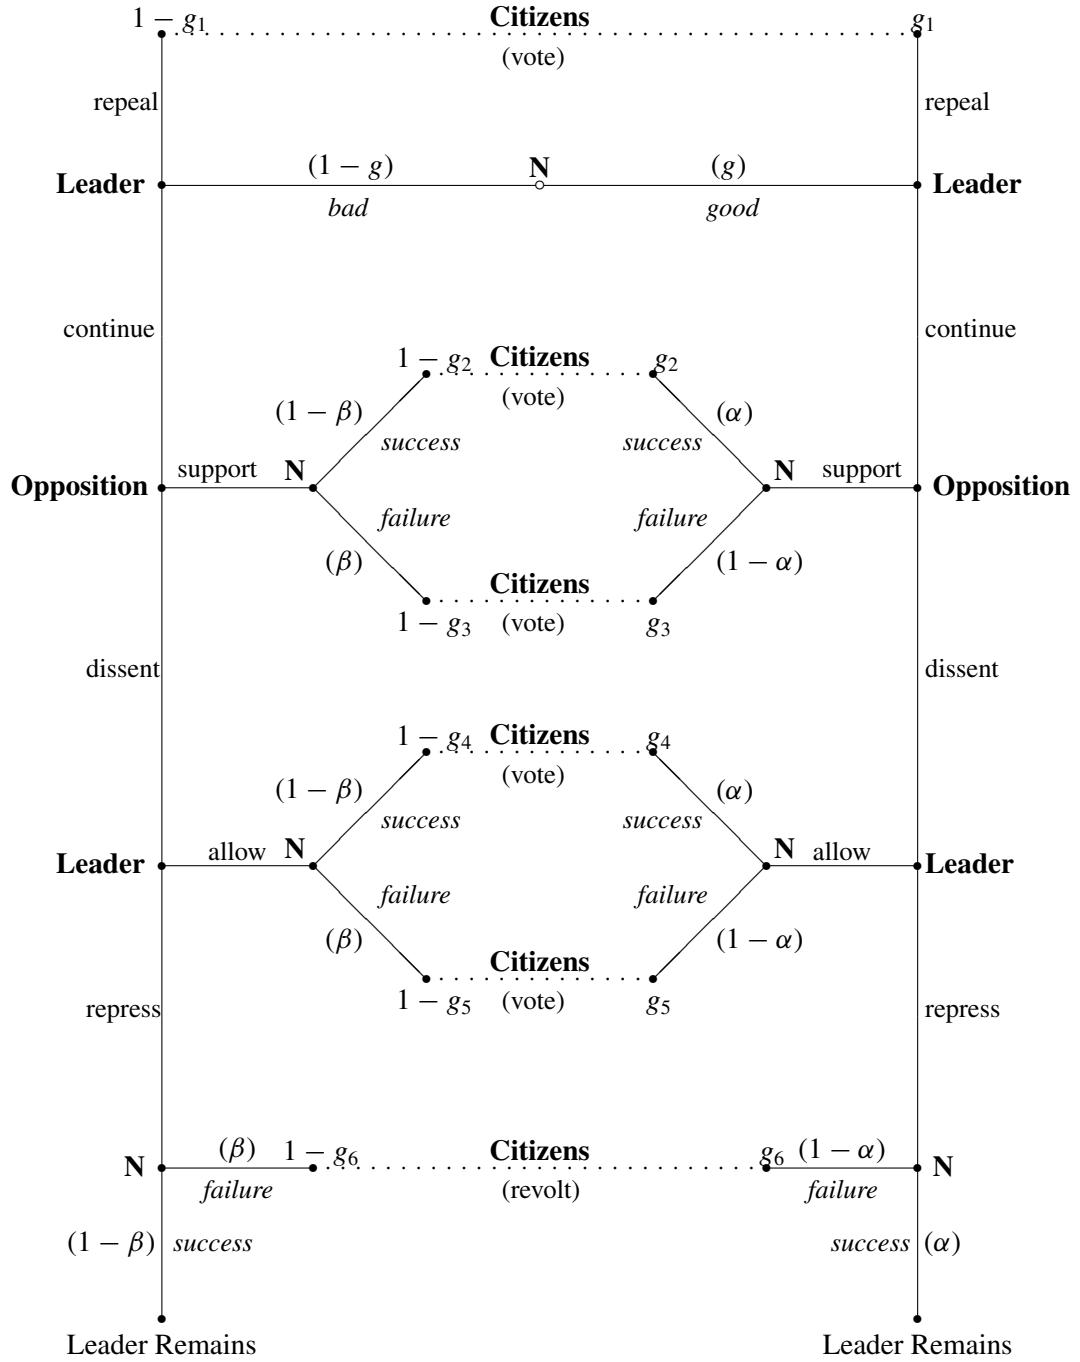 1 − g₁ Citizens g₁
(vote)
repeal repeal
(1 − g) N (g)
Leader Leader
bad good
continue continue
1 − g₂ Citizens g₂
(vote)
(1 − β) (α)
success success
support N N support
Opposition Opposition
failure failure
(β) (1 − α)
Citizens
1 − g₃ (vote) g₃
dissent dissent
1 − g₄ Citizens g₄
(vote)
(1 − β) (α)
success success
allow N N allow
Leader Leader
failure failure
(β) (1 − α)
Citizens
1 − g₅ (vote) g₅
repress repress
(β) 1 − g₆ Citizens g₆ (1 − α)
N N
failure (revolt) failure
(1 − β) success success (α)
Leader Remains Leader Remains